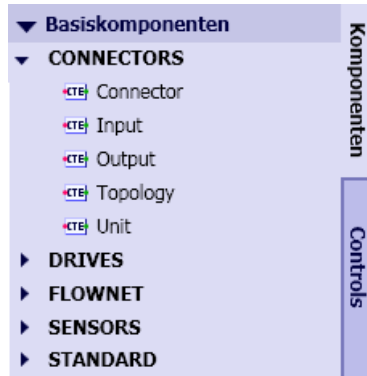 Basiskomponenten
CONNECTORS
CTE Connector
CTE Input
CTE Output
CTE Topology
CTE Unit
DRIVES
FLOWNET
SENSORS
STANDARD
Komponenten
Controls